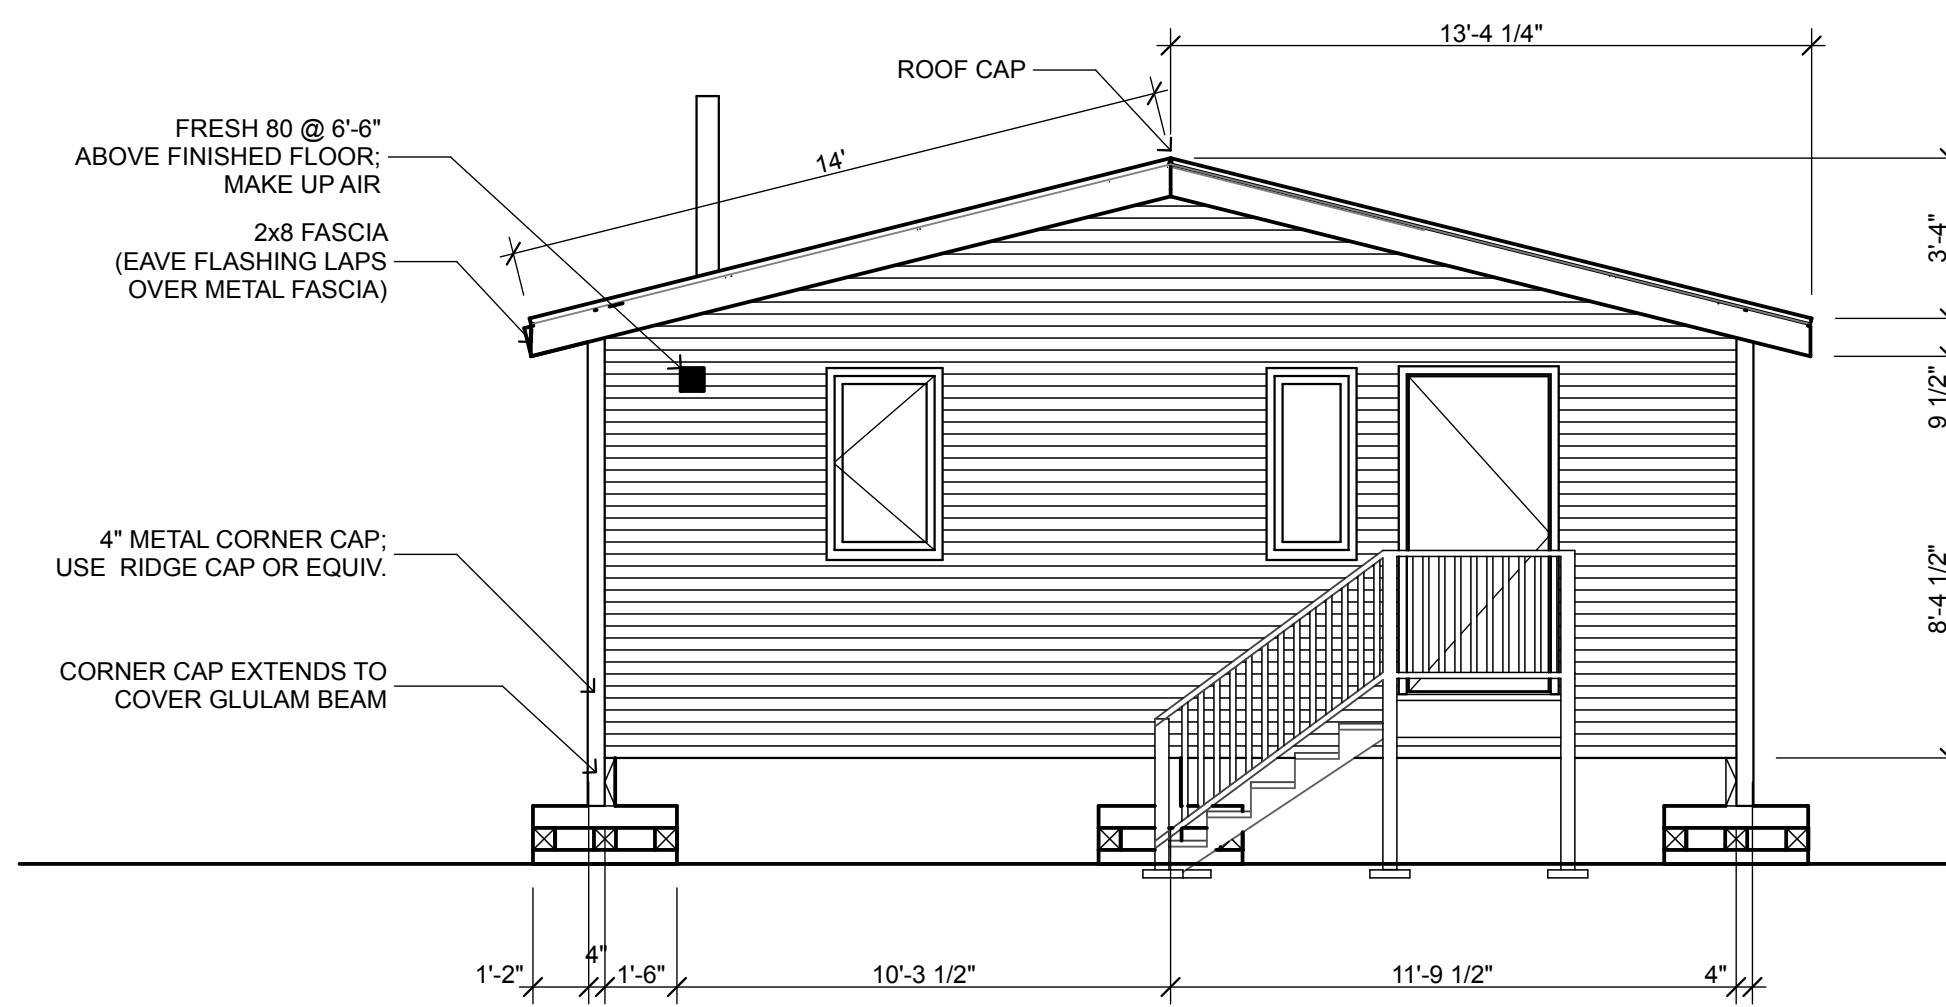 13'-4 1/4"
ROOF CAP
FRESH 80 @ 6'-6"
ABOVE FINISHED FLOOR;
MAKE UP AIR
14'
2x8 FASCIA
(EAVE FLASHING LAPS
OVER METAL FASCIA)
3'-4"
9 1/2"
4" METAL CORNER CAP;
USE RIDGE CAP OR EQUIV.
8'-4 1/2"
CORNER CAP EXTENDS TO
COVER GLULAM BEAM
1'-2"
4"
1'-6"
10'-3 1/2"
11'-9 1/2"
4"